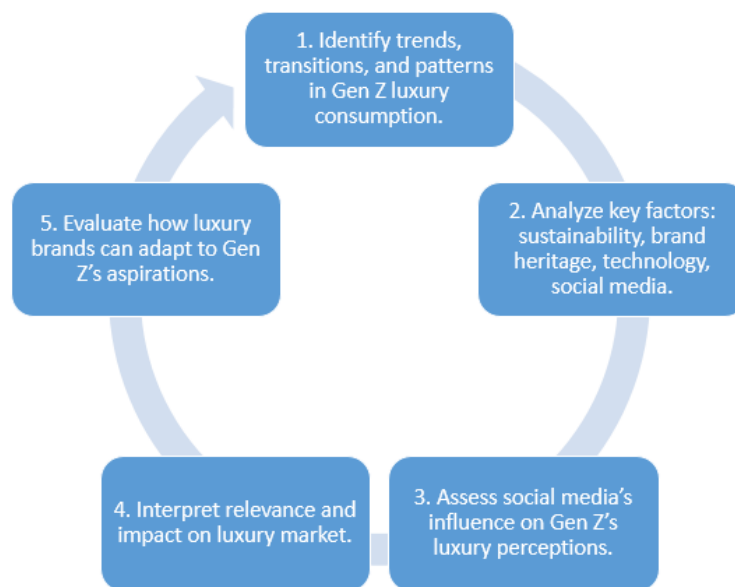 1. Identify trends,
transitions, and patterns
in Gen Z luxury
consumption.
2. Analyze key factors:
sustainability, brand
heritage, technology,
social media.
3. Assess social media’s
influence on Gen Z’s
luxury perceptions.
4. Interpret relevance and
impact on luxury market.
5. Evaluate how luxury
brands can adapt to Gen
Z’s aspirations.